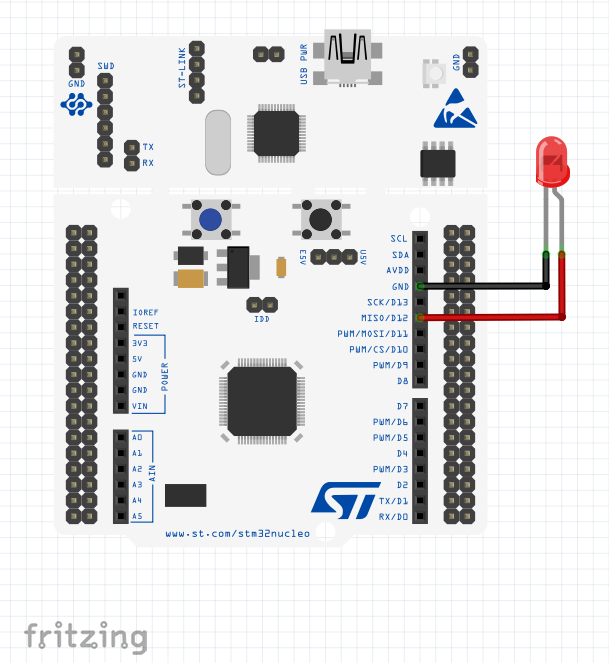 SWD
GND
TX
RX
ST-LINK
USB PWR
GND
E5V
U5V
IDD
IOREF
RESET
3V3
5V
GND
GND
VIN
POWER
A0
A1
A2
A3
A4
A5
AIN
SCL
SDA
AVDD
GND
SCK/D13
MISO/D12
PWM/MOSI/D11
PWM/CS/D10
PWM/D9
D8
D7
PWM/D6
PWM/D5
D4
PWM/D3
D2
TX/D1
RX/D0
ST
www.st.com/stm32nucleo
fritzing